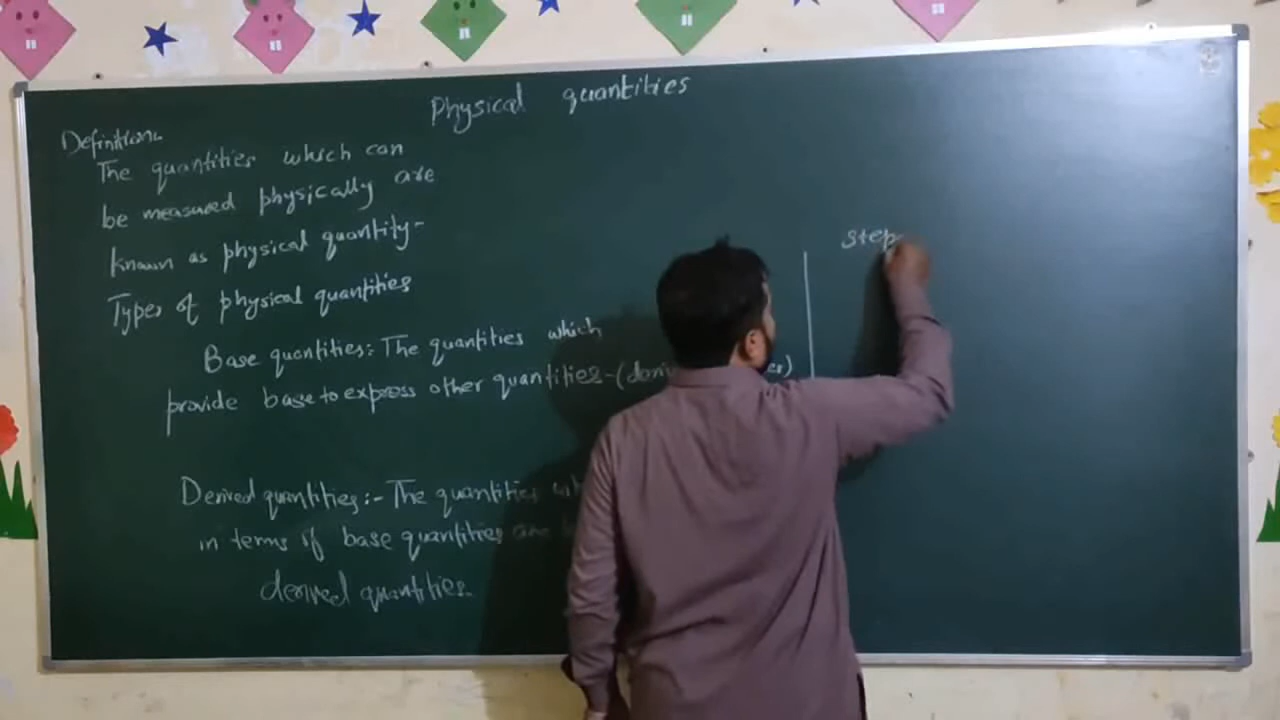 Physical quantities
Definition:
The quantities which can
be measured physically are
known as physical quantity-
Types of physical quantities
Base quantities: The quantities which
provide base to express other quantities-(deri
Derived quantities:- The quantities
in terms of base quantities are
derived quantities.
step